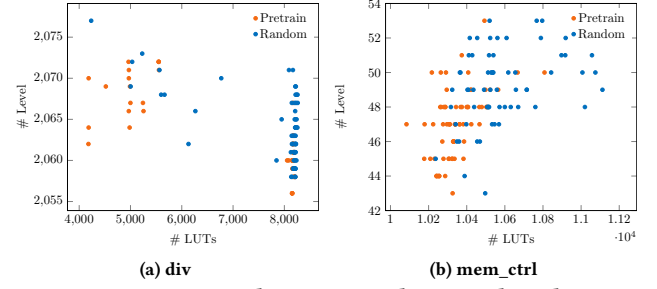 2,075
2,070
2,065
2,060
2,055
# Level
Pretrain
Random
4,000 5,000 6,000 7,000 8,000
# LUTs
(a) div
54
52
50
48
46
44
42
# Level
Pretrain
Random
1 1.02 1.04 1.06 1.08 1.1 1.12
·10⁴
# LUTs
(b) mem_ctrl